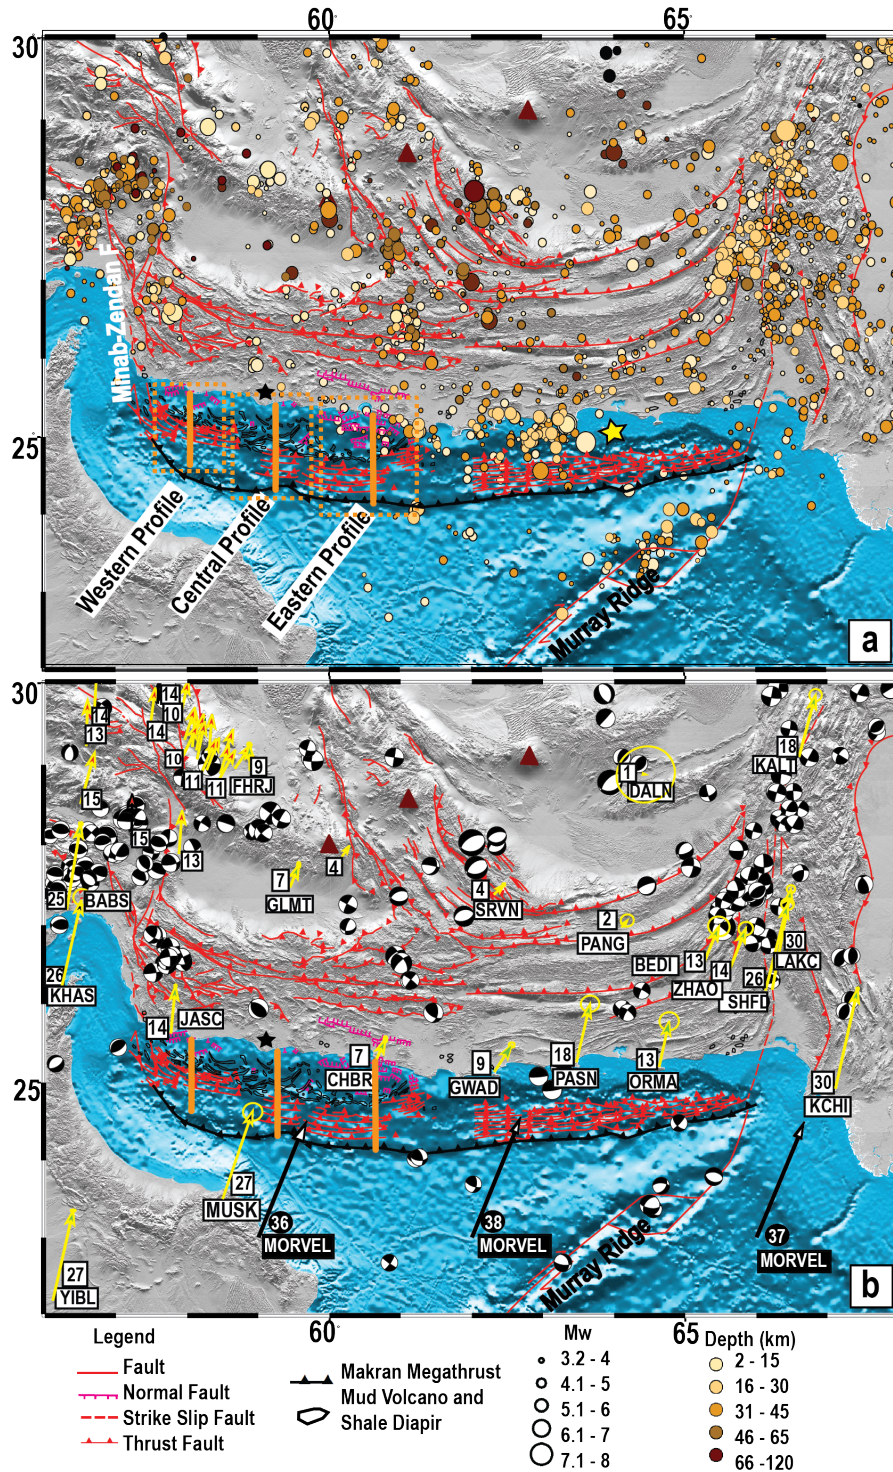 60°
65°
30°
Minab-Zendan F.
25°
Western Profile
Central Profile
Eastern Profile
Murray Ridge
a
30°
14
14
10
13
14
10
11
11
9
FHRJ
15
15
13
25
BABS
26
KHAS
7
GLMT
4
4
SRVN
1
DALN
18
KALT
2
PANG
BEDI
13
ZHAO
14
SHFD
26
30
LAKC
14
JASC
7
CHBR
9
GWAD
18
PASN
13
ORMA
30
KCHI
25°
27
MUSK
36
MORVEL
38
MORVEL
37
MORVEL
27
YIBL
Murray Ridge
b
60°
65°
Legend
Fault
Normal Fault
Strike Slip Fault
Thrust Fault
Makran Megathrust
Mud Volcano and
Shale Diapir
Mw
3.2 - 4
4.1 - 5
5.1 - 6
6.1 - 7
7.1 - 8
Depth (km)
2 - 15
16 - 30
31 - 45
46 - 65
66 -120